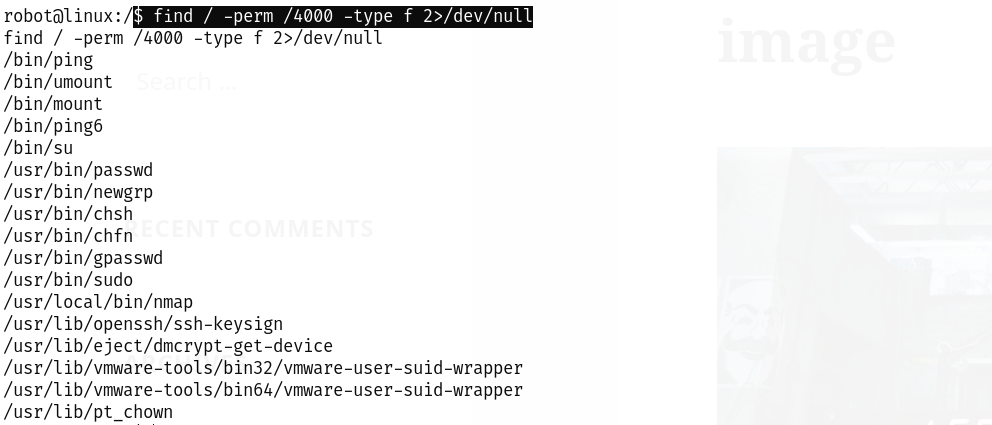 robot@linux:/$ find / -perm /4000 -type f 2>/dev/null
find / -perm /4000 -type f 2>/dev/null
/bin/ping
/bin/umount
/bin/mount
/bin/ping6
/bin/su
/usr/bin/passwd
/usr/bin/newgrp
/usr/bin/chsh
/usr/bin/chfn
/usr/bin/gpasswd
/usr/bin/sudo
/usr/local/bin/nmap
/usr/lib/openssh/ssh-keysign
/usr/lib/eject/dmcrypt-get-device
/usr/lib/vmware-tools/bin32/vmware-user-suid-wrapper
/usr/lib/vmware-tools/bin64/vmware-user-suid-wrapper
/usr/lib/pt_chown
image
Search ...
RECENT COMMENTS